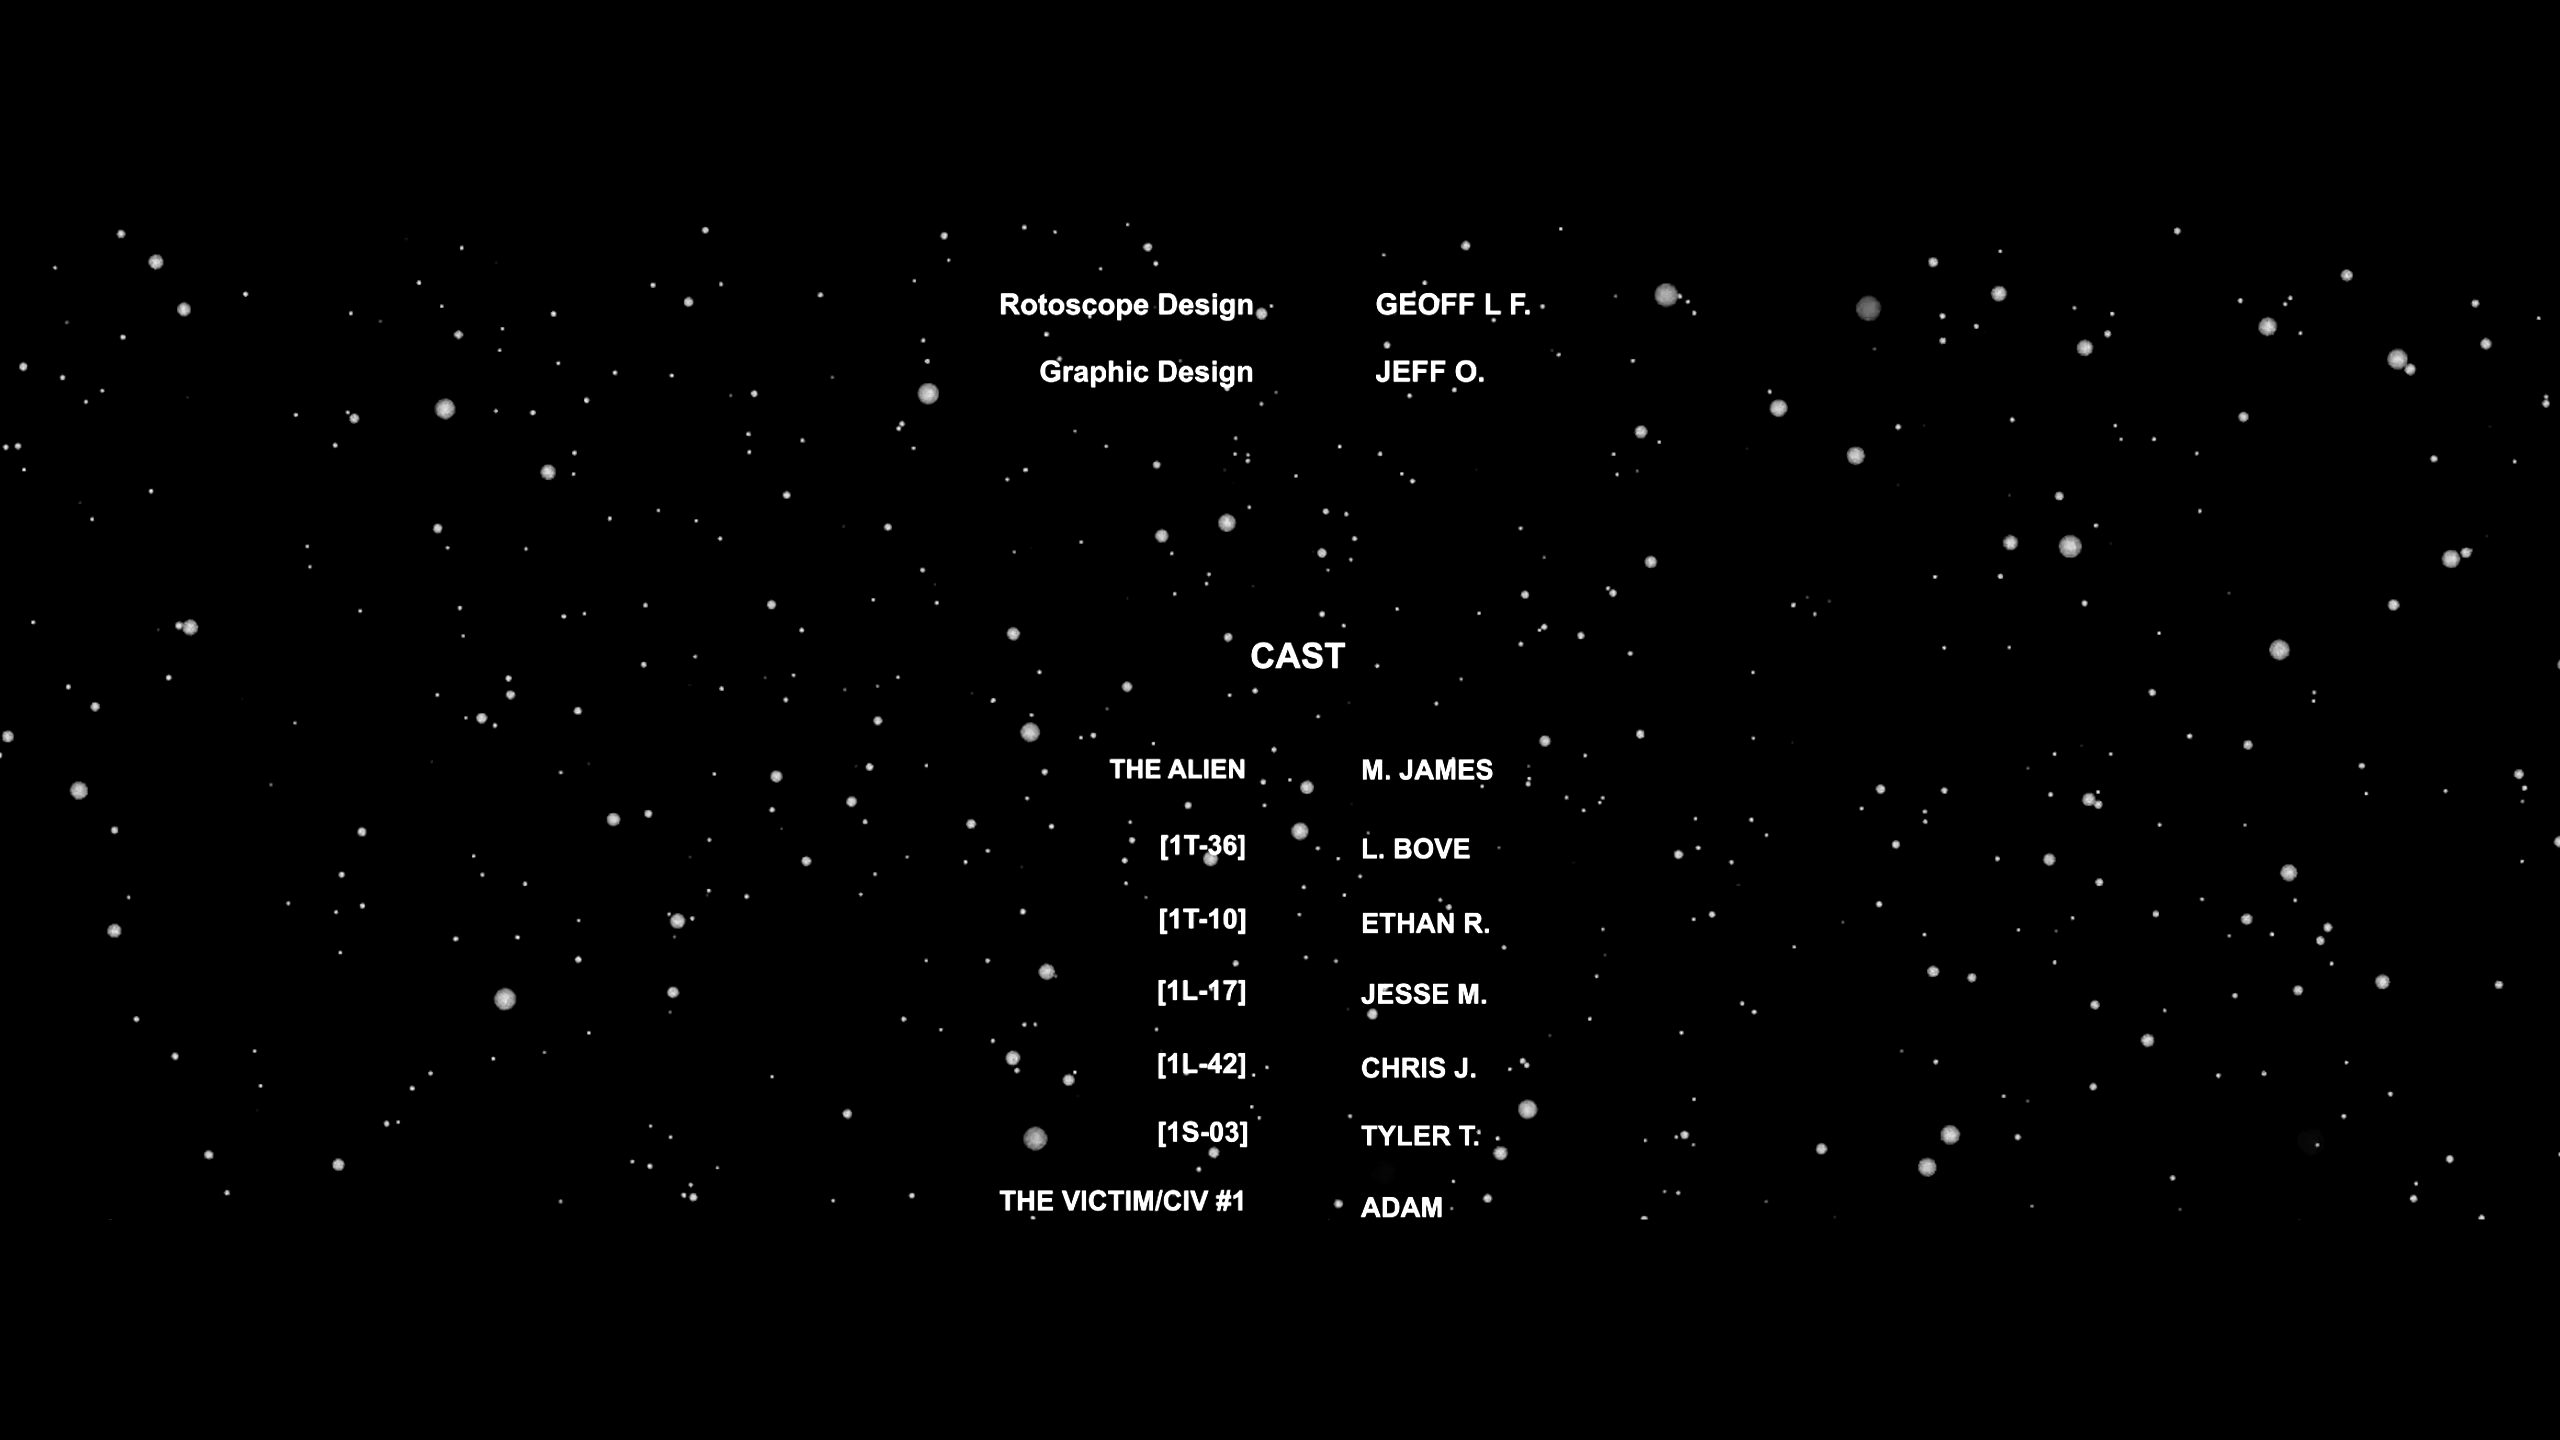 Rotoscope Design GEOFF L F.
Graphic Design JEFF O.
CAST
THE ALIEN M. JAMES
[1T-36] L. BOVE
[1T-10] ETHAN R.
[1L-17] JESSE M.
[1L-42] CHRIS J.
[1S-03] TYLER T.
THE VICTIM/CIV #1 ADAM